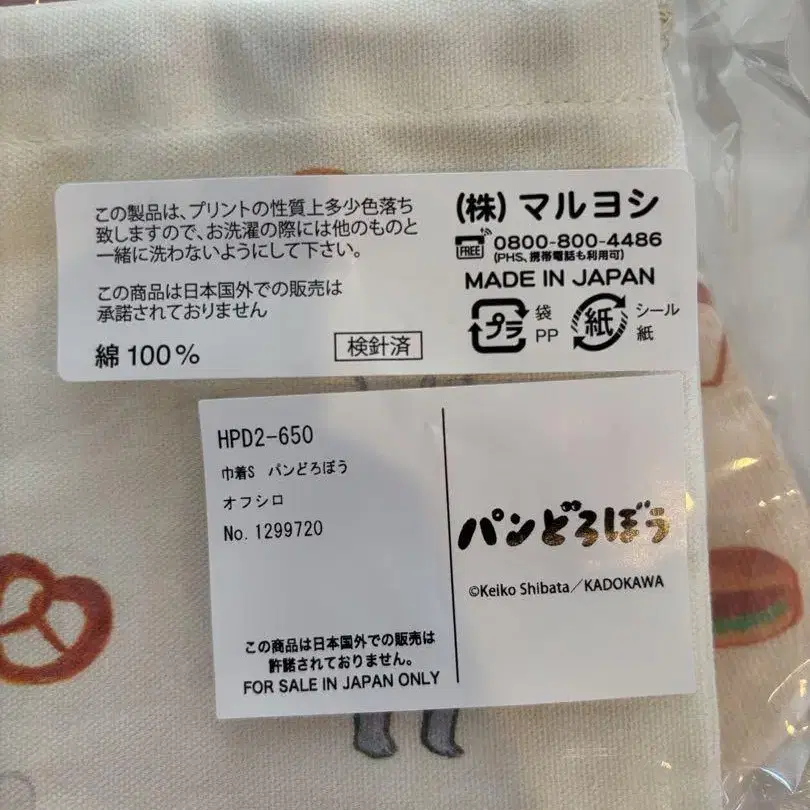 この製品は、プリントの性質上多少色落ち
致しますので、お洗濯の際には他のものと
一緒に洗わないようにして下さい。
この商品は日本国外での販売は
承諾されておりません
綿 100%
検針済
(株) マルヨシ
FREE 0800-800-4486
(PHS、携帯電話も利用可)
MADE IN JAPAN
プラ
袋
PP
紙
シール
紙
HPD2-650
巾着S パンどろぼう
オフシロ
No. 1299720
この商品は日本国外での販売は
許諾されておりません。
FOR SALE IN JAPAN ONLY
パンどろぼう
©Keiko Shibata/KADOKAWA